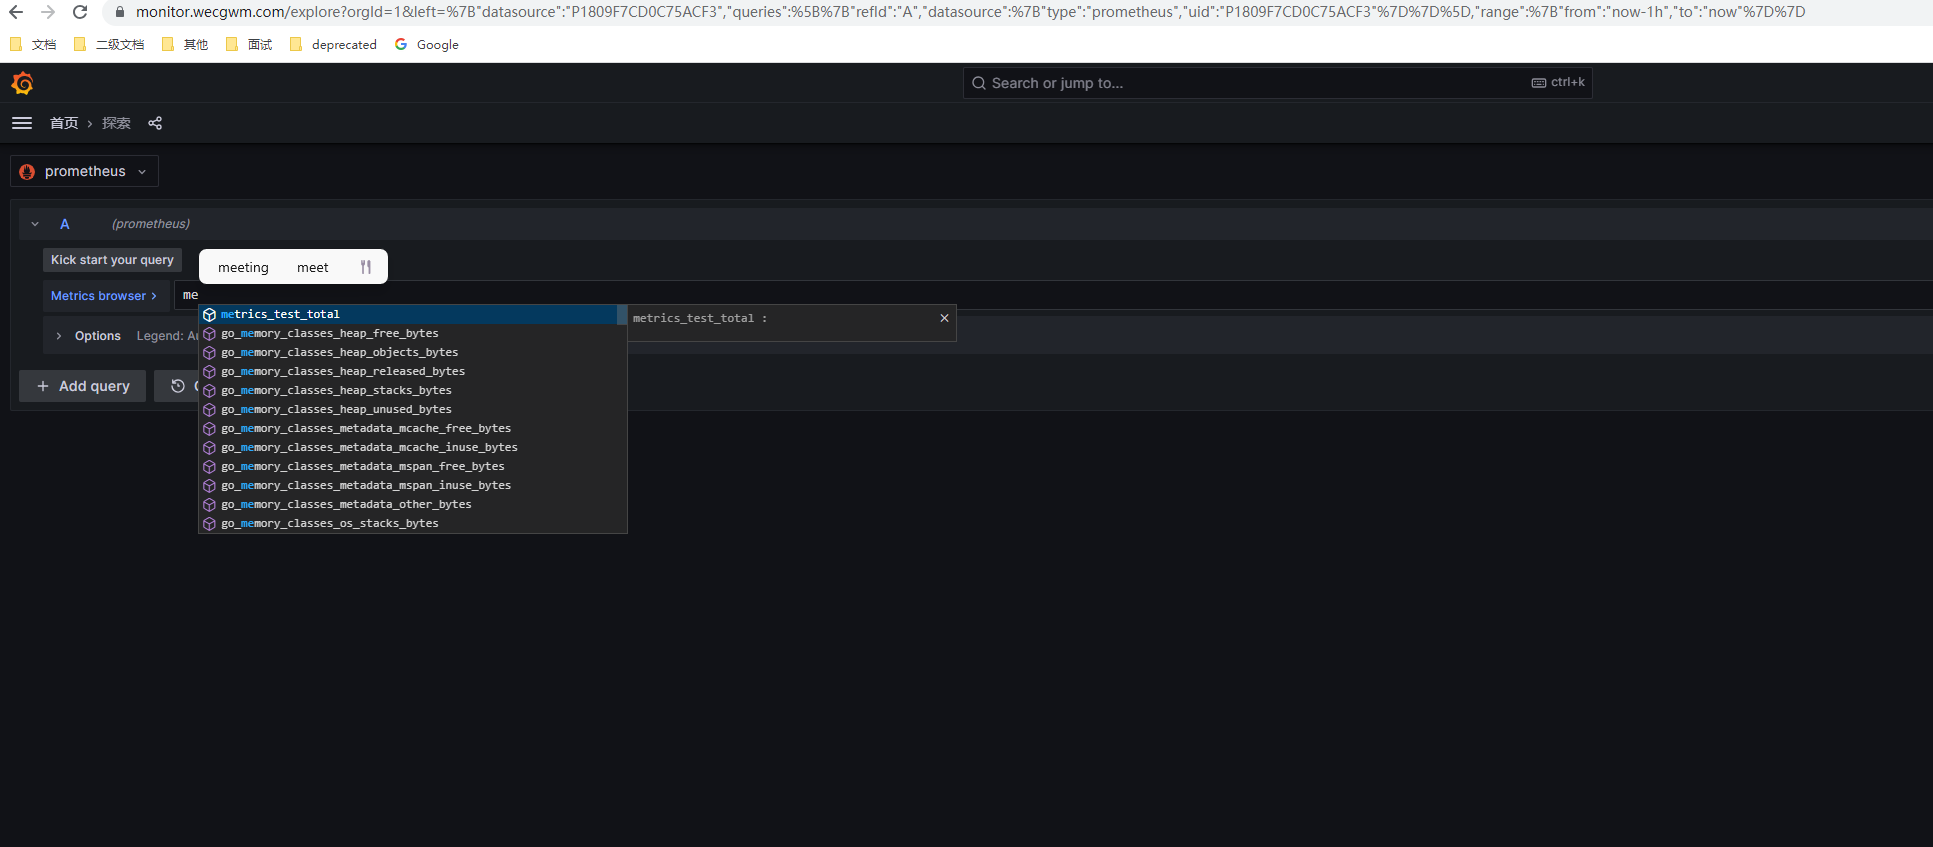 monitor.wecgwm.com/explore?orgId=1&left=%7B"datasource":"P1809F7CD0C75ACF3","queries":%5B%7B"refId":"A","datasource":%7B"type":"prometheus","uid":"P1809F7CD0C75ACF3"%7D%7D%5D,"range":%7B"from":"now-1h","to":"now"%7D%7D
文档 二级文档 其他 面试 deprecated Google
Search or jump to... ctrl+k
首页 › 探索
prometheus
A (prometheus)
Kick start your query
meeting meet
Metrics browser > me
metrics_test_total
metrics_test_total :
go_memory_classes_heap_free_bytes
Options Legend:
go_memory_classes_heap_objects_bytes
go_memory_classes_heap_released_bytes
+ Add query
go_memory_classes_heap_stacks_bytes
go_memory_classes_heap_unused_bytes
go_memory_classes_metadata_mcache_free_bytes
go_memory_classes_metadata_mcache_inuse_bytes
go_memory_classes_metadata_mspan_free_bytes
go_memory_classes_metadata_mspan_inuse_bytes
go_memory_classes_metadata_other_bytes
go_memory_classes_os_stacks_bytes